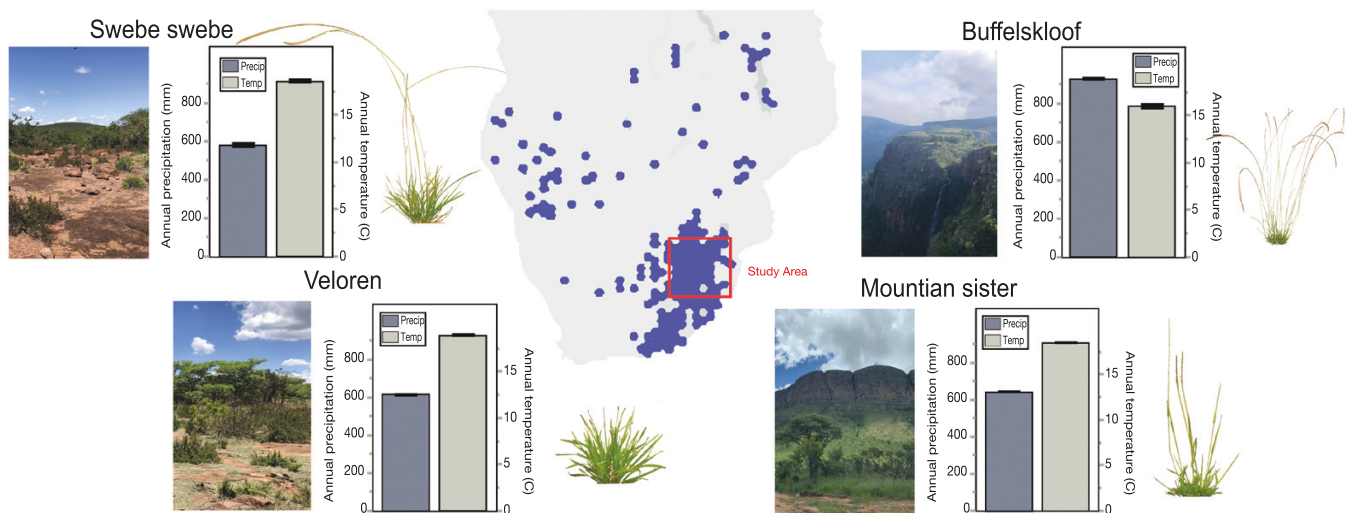 Swebe swebe
Precip
Temp
Annual precipitation (mm)
800
600
400
200
0
Annual temperature (C)
15
10
5
0
Buffelskloof
Precip
Temp
Annual precipitation (mm)
800
600
400
200
0
Annual temperature (C)
15
10
5
0
Study Area
Veloren
Precip
Temp
Annual precipitation (mm)
800
600
400
200
0
Annual temperature (C)
15
10
5
0
Mountian sister
Precip
Temp
Annual precipitation (mm)
800
600
400
200
0
Annual temperature (C)
15
10
5
0